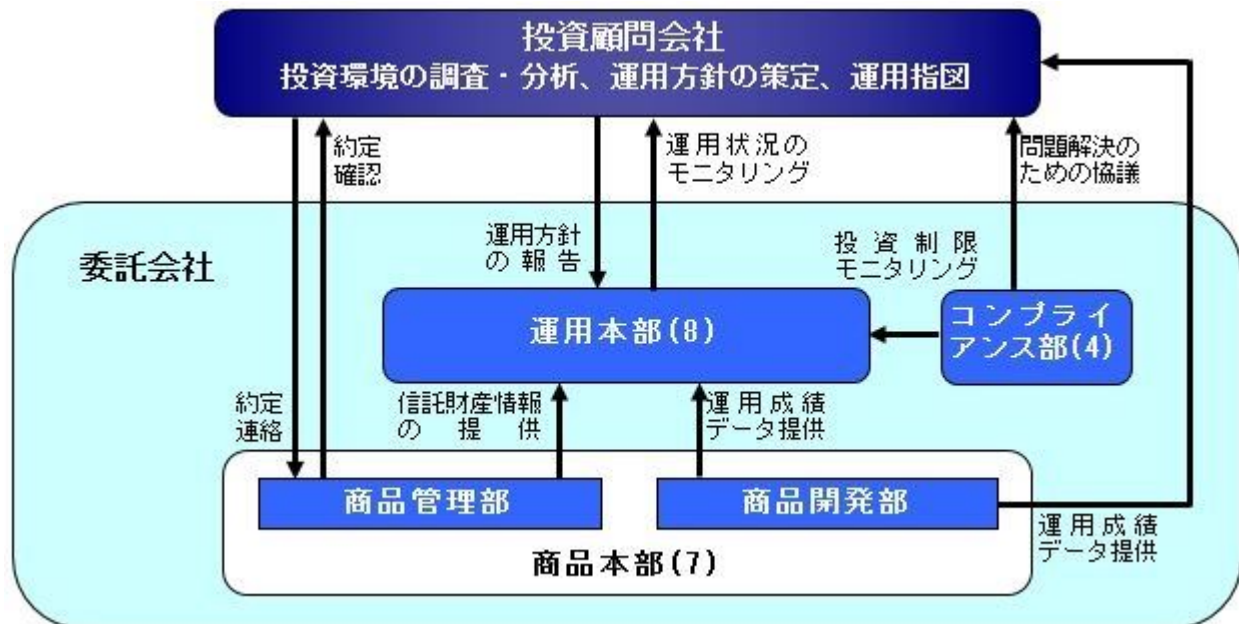 投資顧問会社
投資環境の調査・分析、運用方針の策定、運用指図
約定
確認
運用状況の
モニタリング
問題解決の
ための協議
委託会社
運用方針
の報告
投資制限
モニタリング
運用本部(8)
コンプライ
アンス部(4)
約定
連絡
信託財産情報
の提供
運用成績
データ提供
商品管理部
商品開発部
運用成績
データ提供
商品本部(7)